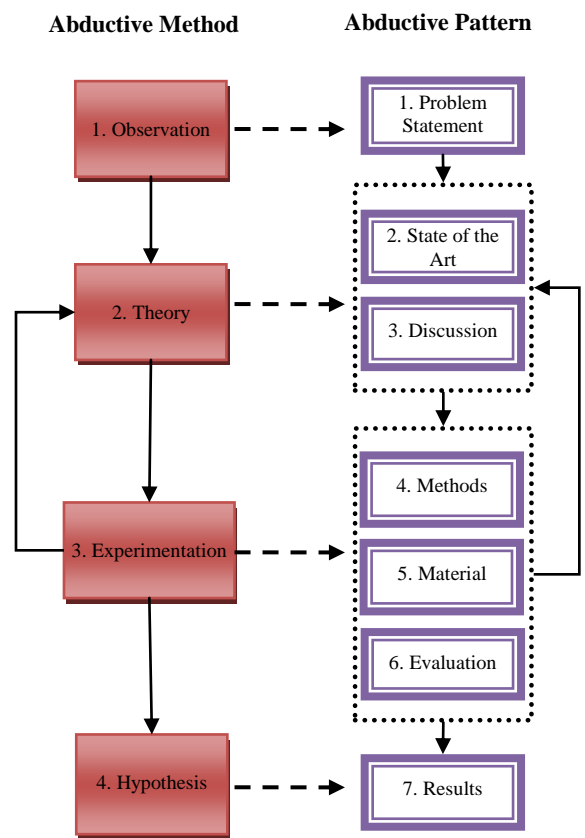 Abductive Method
Abductive Pattern
1. Observation
1. Problem
Statement
2. State of the
Art
2. Theory
3. Discussion
4. Methods
3. Experimentation
5. Material
6. Evaluation
4. Hypothesis
7. Results